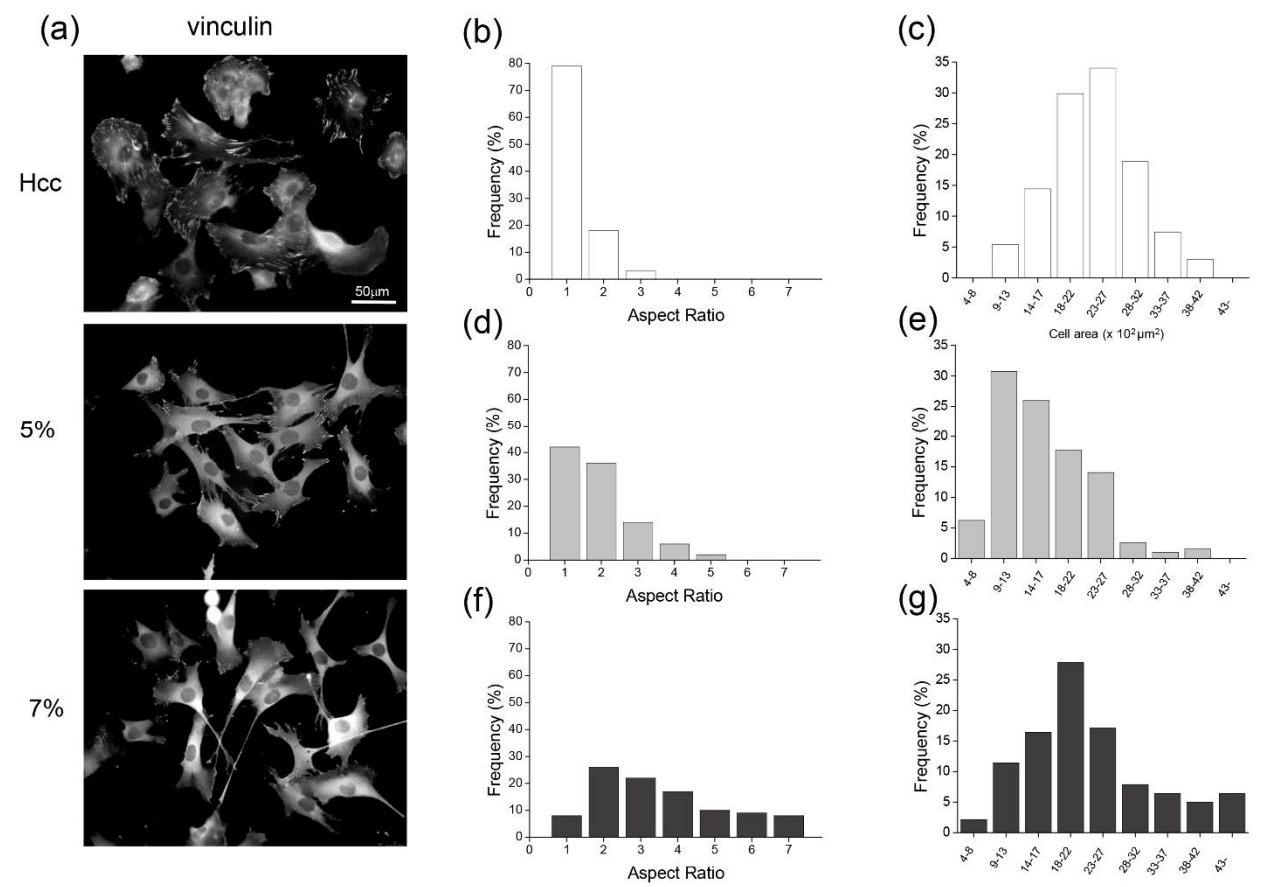 (a) vinculin
Hcc
50μm
5%
7%
(b)
Frequency (%)
80
70
60
50
40
30
20
10
0
0 1 2 3 4 5 6 7
Aspect Ratio
(c)
Frequency (%)
35
30
25
20
15
10
5
0
4-8 9-13 14-17 18-22 23-27 28-32 33-37 38-42 43-
Cell area (x 10²μm²)
(d)
Frequency (%)
80
70
60
50
40
30
20
10
0
0 1 2 3 4 5 6 7
Aspect Ratio
(e)
Frequency (%)
35
30
25
20
15
10
5
0
4-8 9-13 14-17 18-22 23-27 28-32 33-37 38-42 43-
(f)
Frequency (%)
80
70
60
50
40
30
20
10
0
0 1 2 3 4 5 6 7
Aspect Ratio
(g)
Frequency (%)
35
30
25
20
15
10
5
0
4-8 9-13 14-17 18-22 23-27 28-32 33-37 38-42 43-